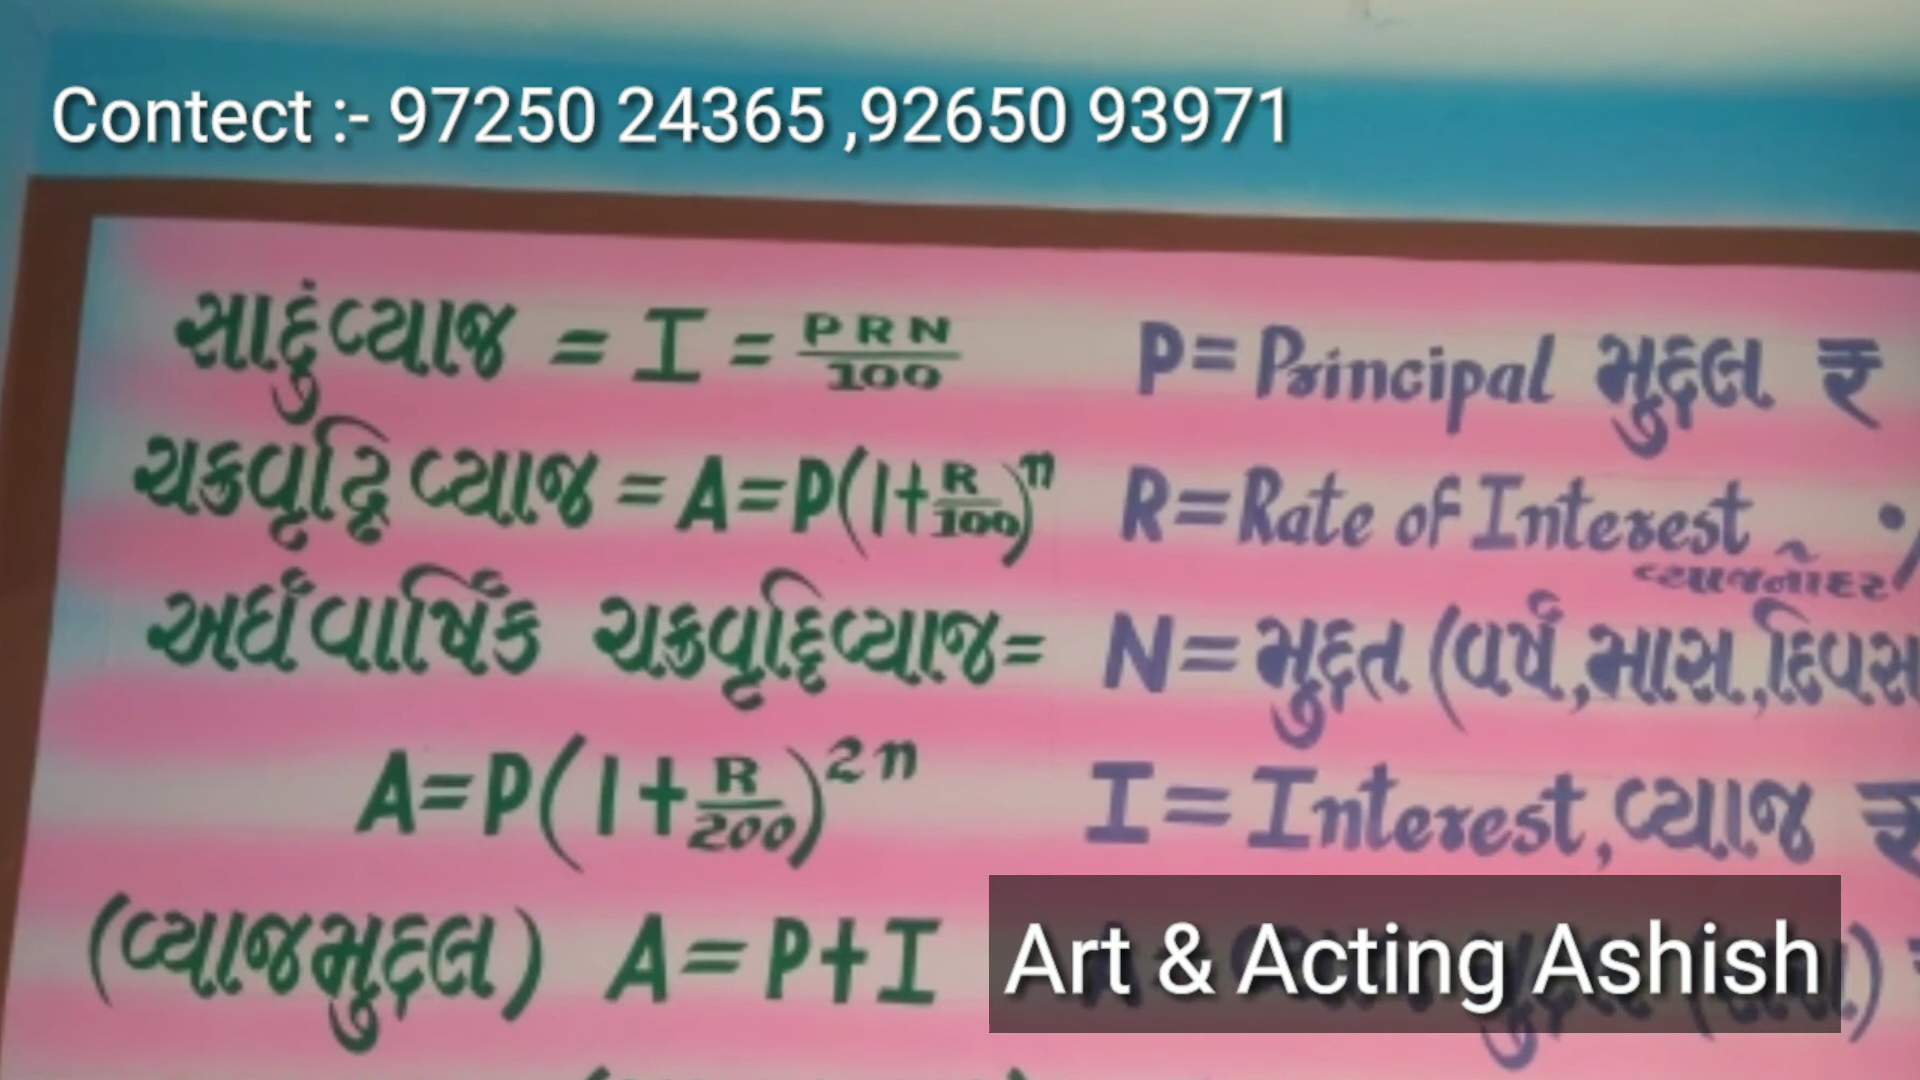 Contect :- 97250 24365 ,92650 93971
સાદુંવ્યાજ = I = PRN/100
P = Principal મુદ્દલ ₹
ચક્રવૃદ્ધિ વ્યાજ = A=P(1+R/100)ⁿ
R = Rate of Interest
વ્યાજનોદર
અર્ધવાર્ષિક ચક્રવૃદ્ધિવ્યાજ=
N = મુદ્દત (વર્ષ,માસ,દિવસ
A=P(1+R/200)²ⁿ
I = Interest, વ્યાજ ₹
(વ્યાજમુદ્દલ) A = P+I
Art & Acting Ashish